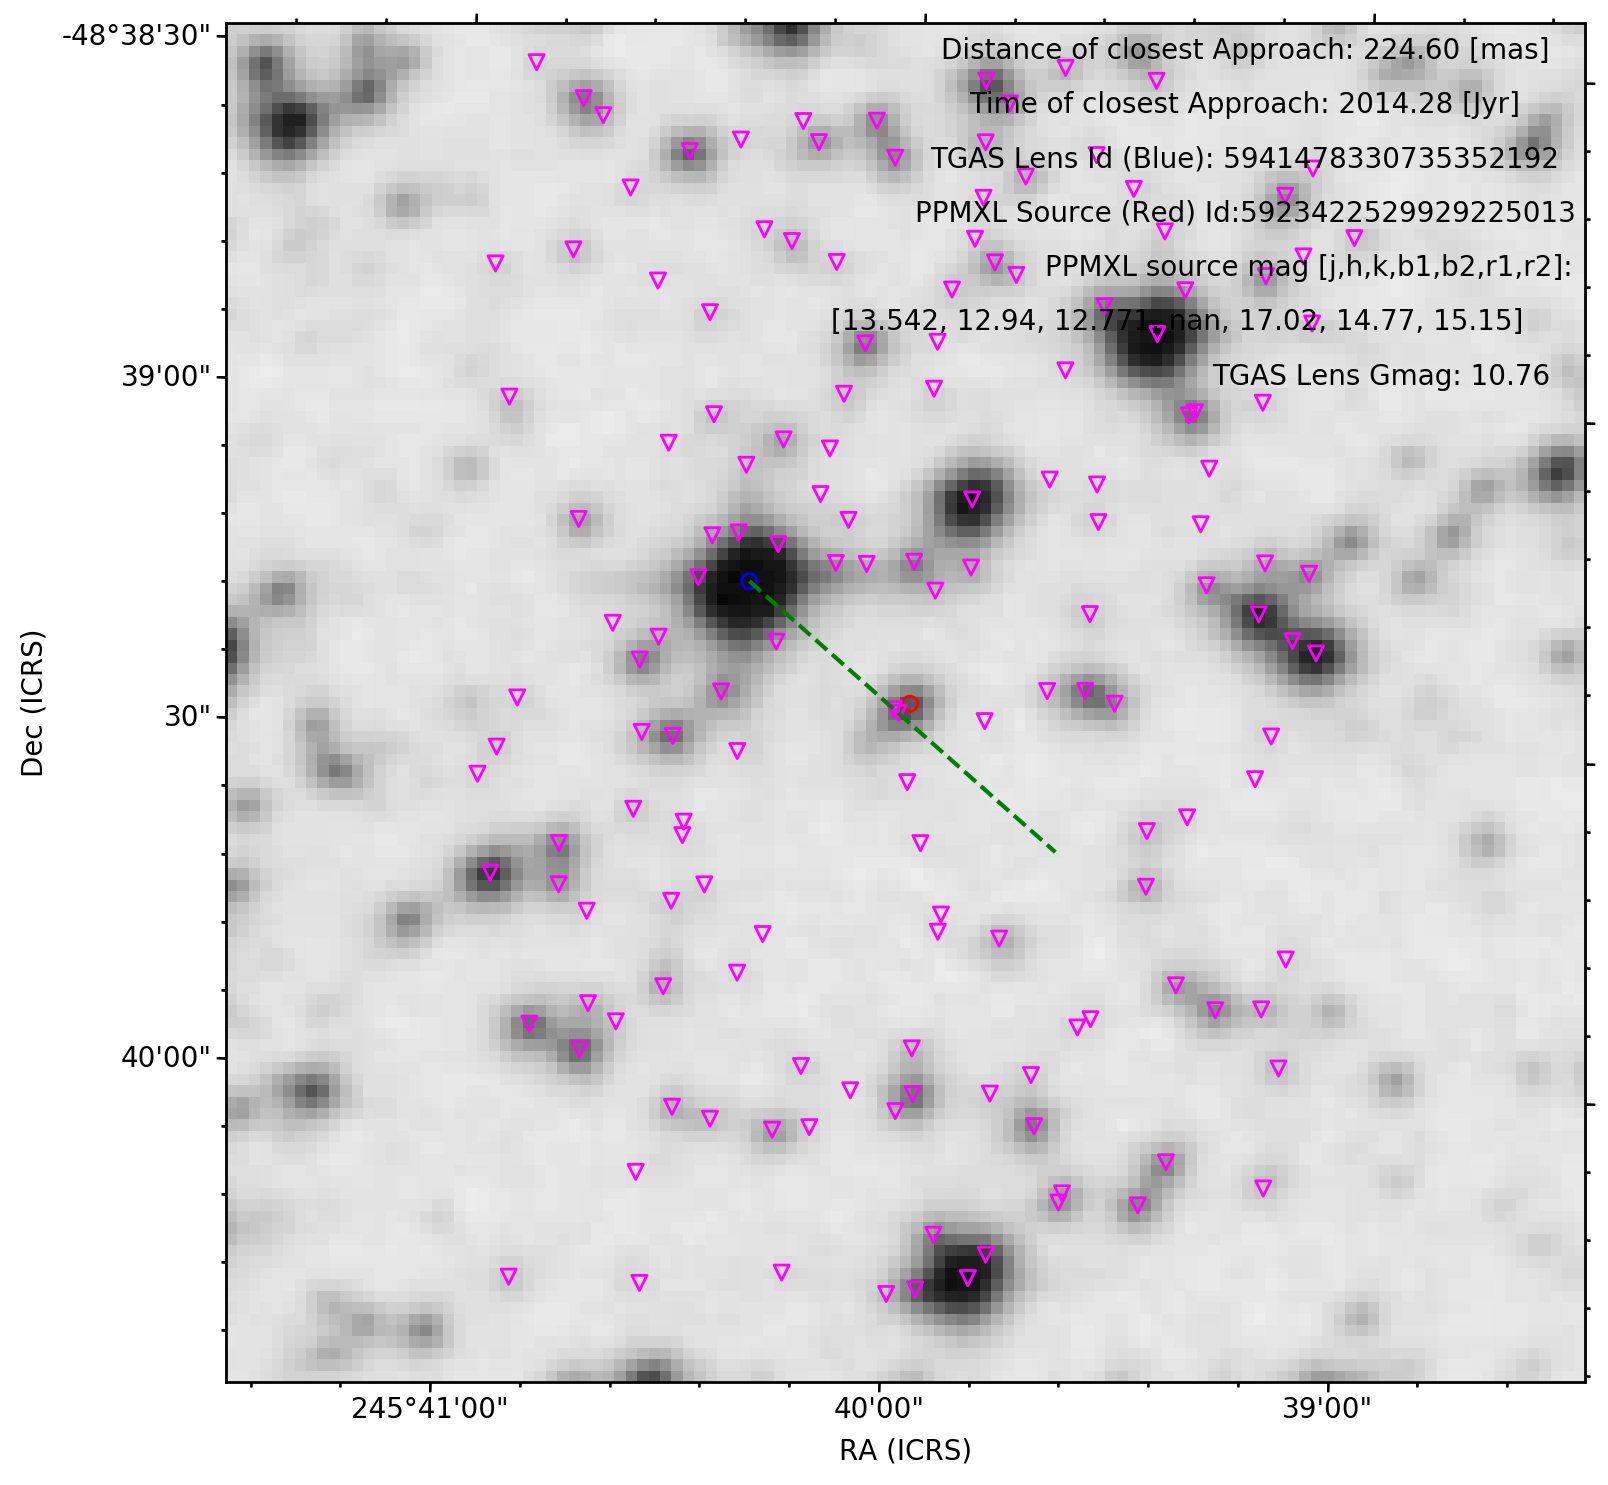 -48°38'30"
Distance of closest Approach: 224.60 [mas]
Time of closest Approach: 2014.28 [Jyr]
TGAS Lens Id (Blue): 5941478330735352192
PPMXL Source (Red) Id:5923422529929225013
PPMXL source mag [j,h,k,b1,b2,r1,r2]:
[13.542, 12.94, 12.771, nan, 17.02, 14.77, 15.15]
39'00"
TGAS Lens Gmag: 10.76
Dec (ICRS)
30"
40'00"
245°41'00"
40'00"
39'00"
RA (ICRS)